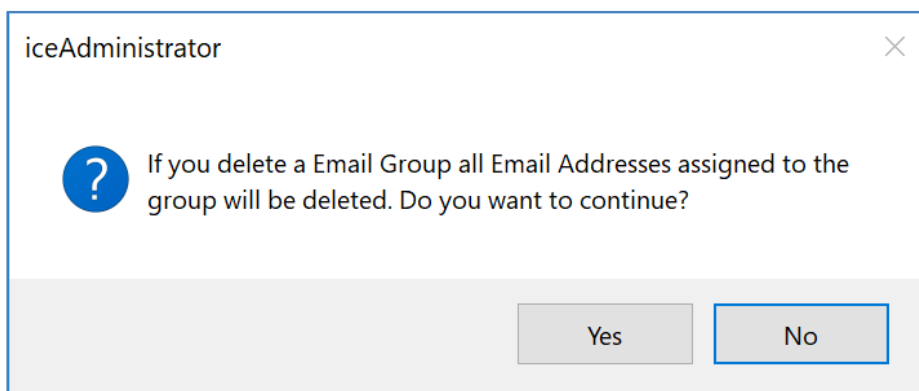 iceAdministrator
If you delete a Email Group all Email Addresses assigned to the
group will be deleted. Do you want to continue?
Yes
No